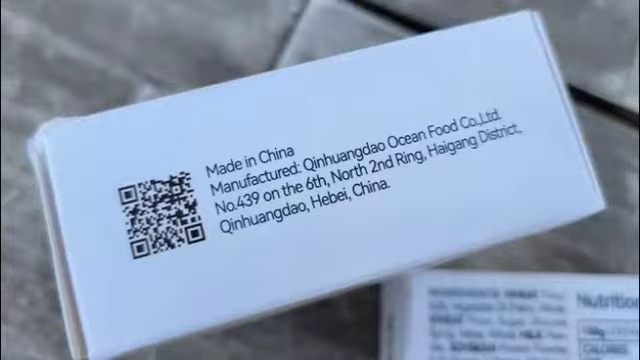 Made in China
Manufactured: Qinhuangdao Ocean Food Co.,Ltd.
No.439 on the 6th, North 2nd Ring, Haigang District,
Qinhuangdao, Hebei, China.
Nutrition